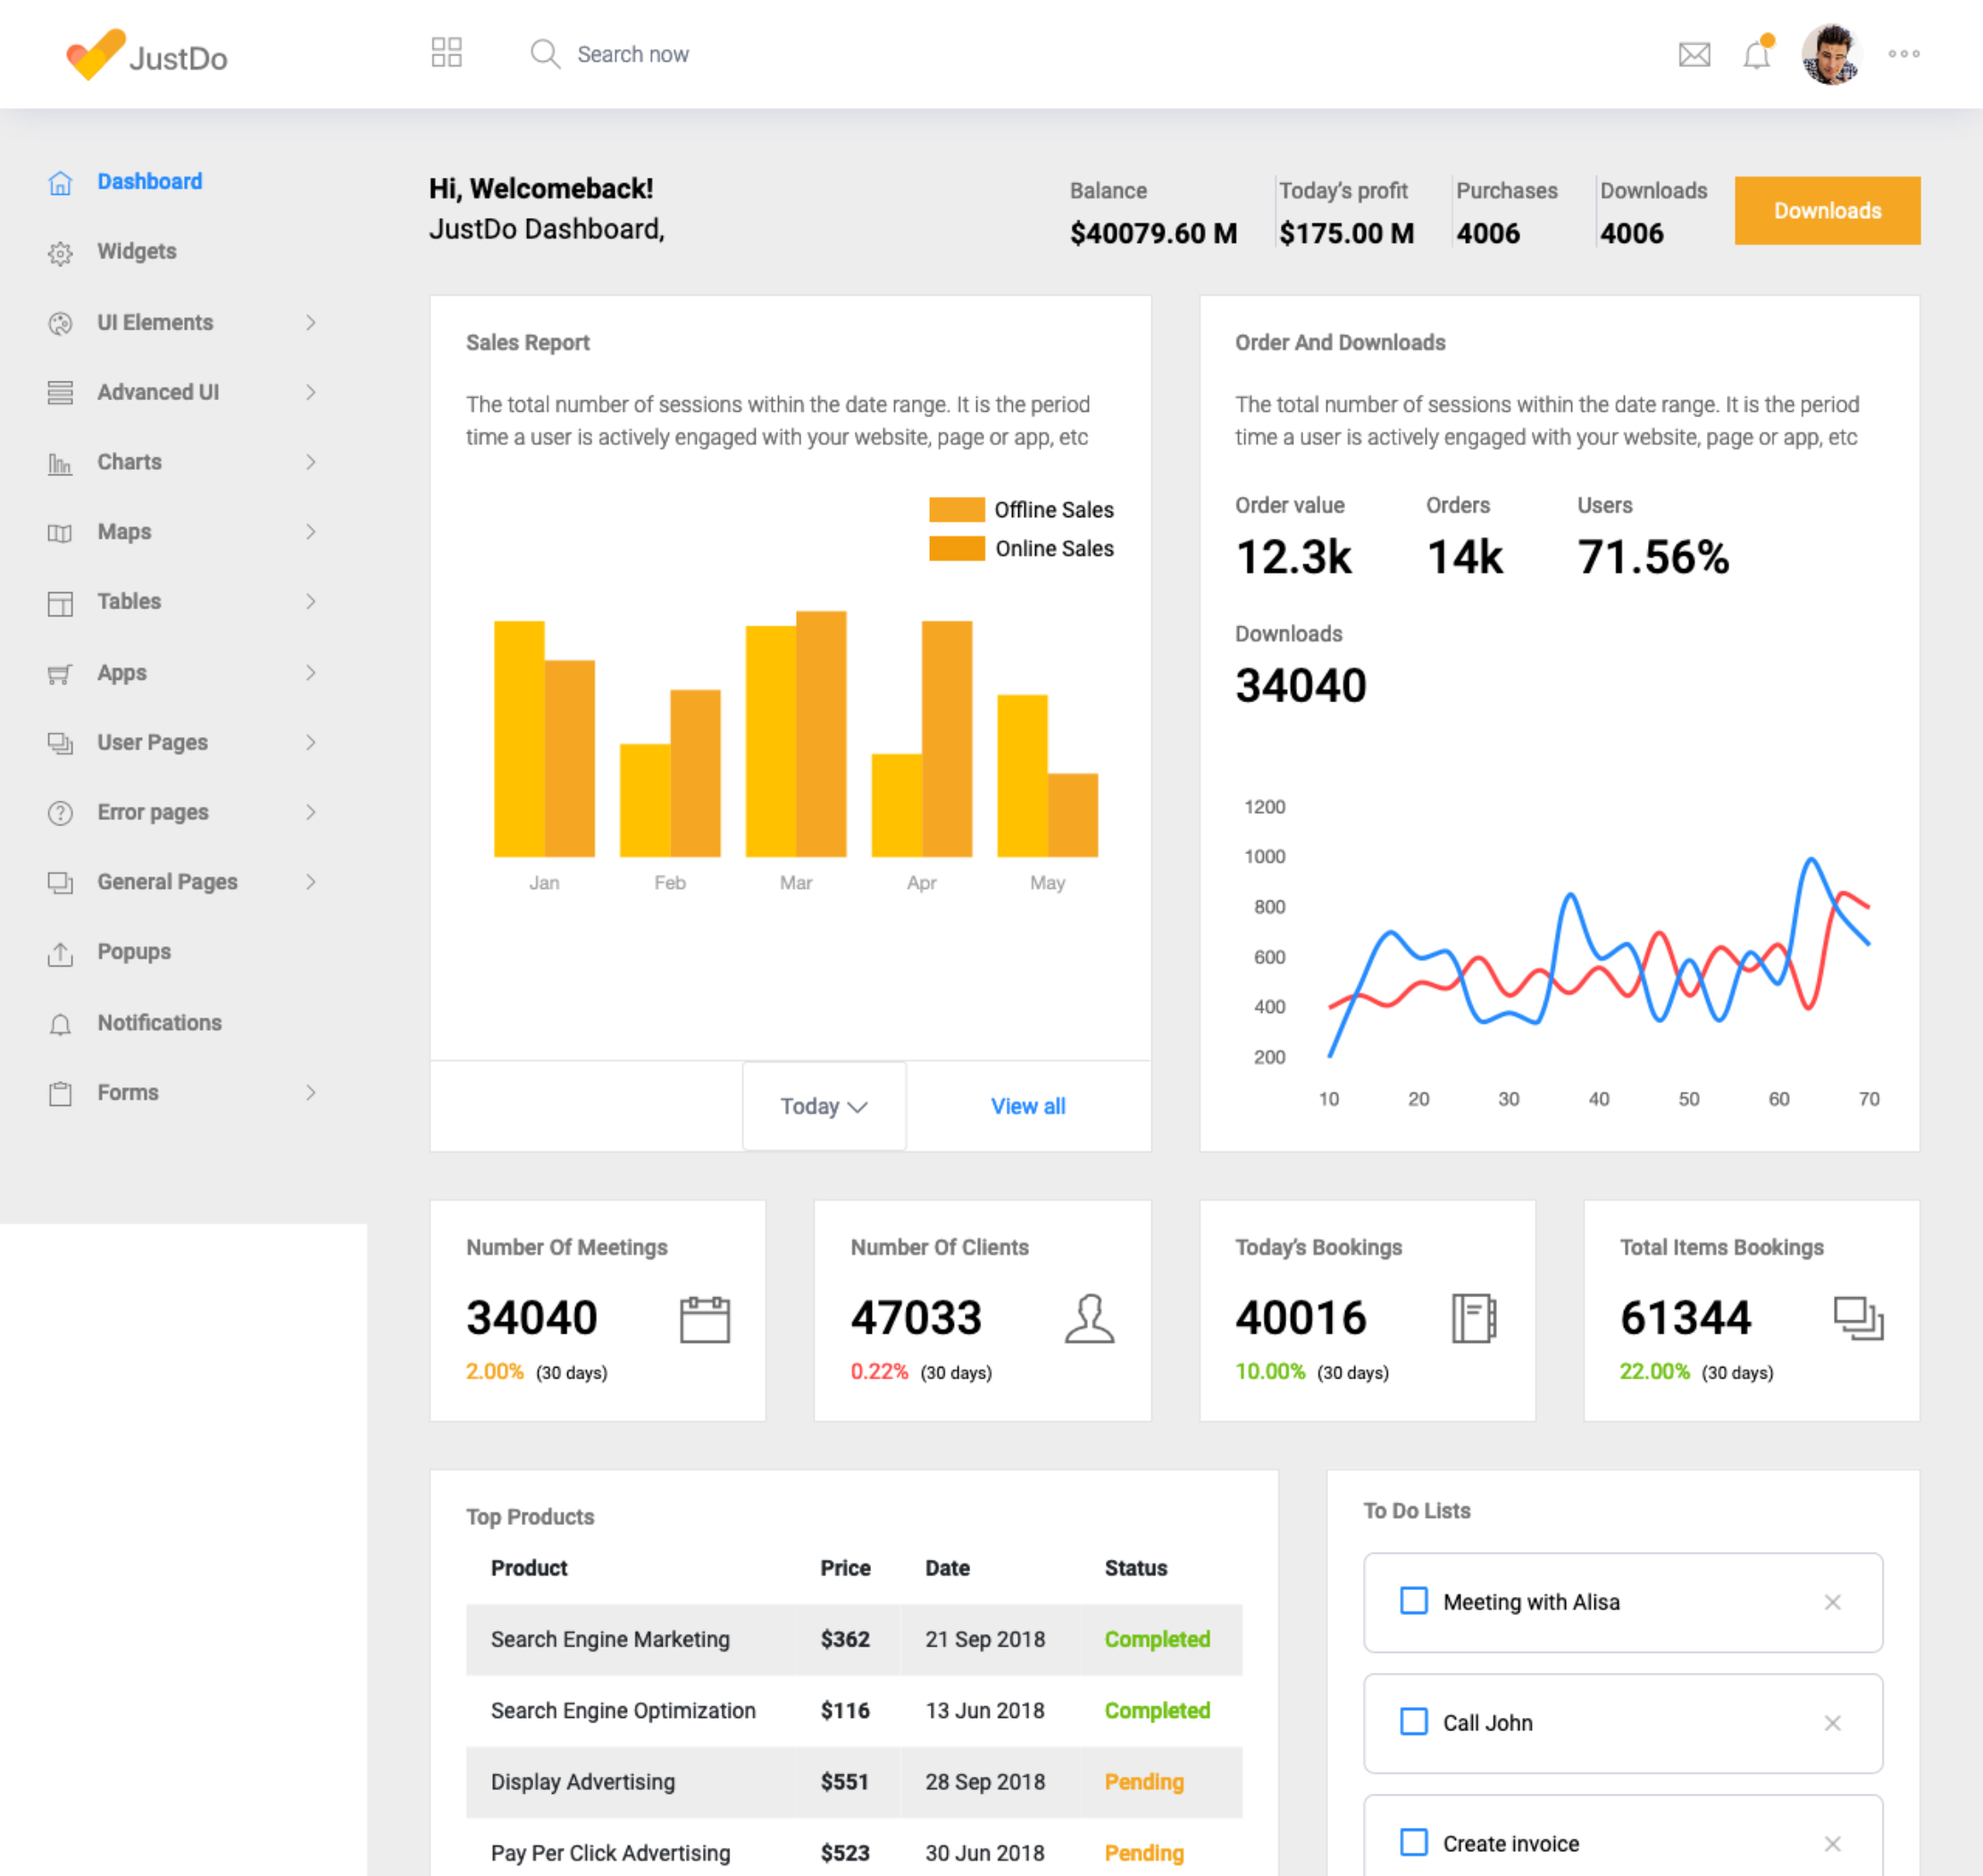 JustDo
Search now
Dashboard
Widgets
UI Elements
Advanced UI
Charts
Maps
Tables
Apps
User Pages
Error pages
General Pages
Popups
Notifications
Forms
Hi, Welcomeback!
JustDo Dashboard,
Balance
$40079.60 M
Today's profit
$175.00 M
Purchases
4006
Downloads
4006
Downloads
Sales Report
The total number of sessions within the date range. It is the period
time a user is actively engaged with your website, page or app, etc
Offline Sales
Online Sales
Jan Feb Mar Apr May
Today
View all
Order And Downloads
The total number of sessions within the date range. It is the period
time a user is actively engaged with your website, page or app, etc
Order value
12.3k
Orders
14k
Users
71.56%
Downloads
34040
1200
1000
800
600
400
200
10 20 30 40 50 60 70
Number Of Meetings
34040
2.00% (30 days)
Number Of Clients
47033
0.22% (30 days)
Today's Bookings
40016
10.00% (30 days)
Total Items Bookings
61344
22.00% (30 days)
Top Products
Product Price Date Status
Search Engine Marketing $362 21 Sep 2018 Completed
Search Engine Optimization $116 13 Jun 2018 Completed
Display Advertising $551 28 Sep 2018 Pending
Pay Per Click Advertising $523 30 Jun 2018 Pending
To Do Lists
Meeting with Alisa
Call John
Create invoice